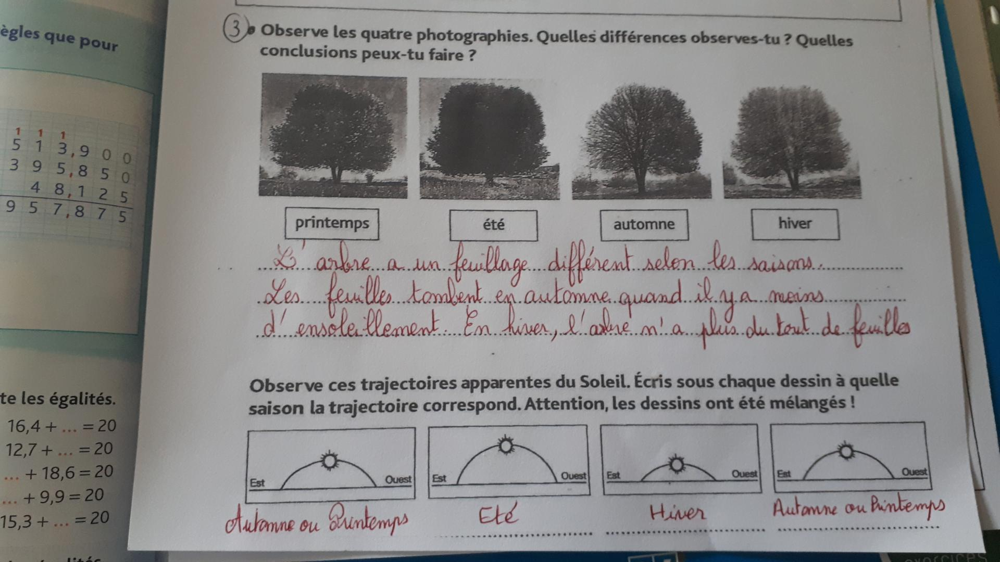 ègles que pour
1 1 1
5 1 3,9 0 0
3 9 5,8 5 0
4 8,1 2 5
9 5 7,8 7 5
te les égalités.
16,4 + ... = 20
12,7 + ... = 20
... + 18,6 = 20
... + 9,9 = 20
15,3 + ... = 20
3 Observe les quatre photographies. Quelles différences observes-tu ? Quelles
conclusions peux-tu faire ?
printemps été automne hiver
L'arbre a un feuillage différent selon les saisons.
Les feuilles tombent en automne quand il y a moins
d'ensoleillement. En hiver, l'arbre n'a plus du tout de feuilles
Observe ces trajectoires apparentes du Soleil. Écris sous chaque dessin à quelle
saison la trajectoire correspond. Attention, les dessins ont été mélangés !
Est Ouest Est Ouest Est Ouest Est Ouest
Automne ou Printemps Eté Hiver Automne ou Printemps
exercices